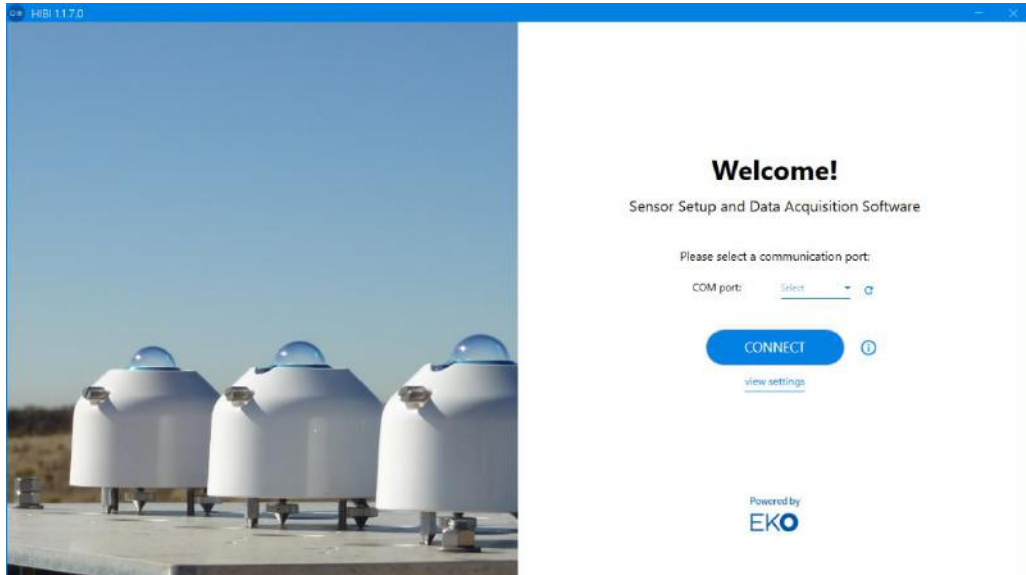 HIBI 1.1.7.0
Welcome!
Sensor Setup and Data Acquisition Software
Please select a communication port:
COM port: Select
CONNECT
view settings
Powered by
EKO